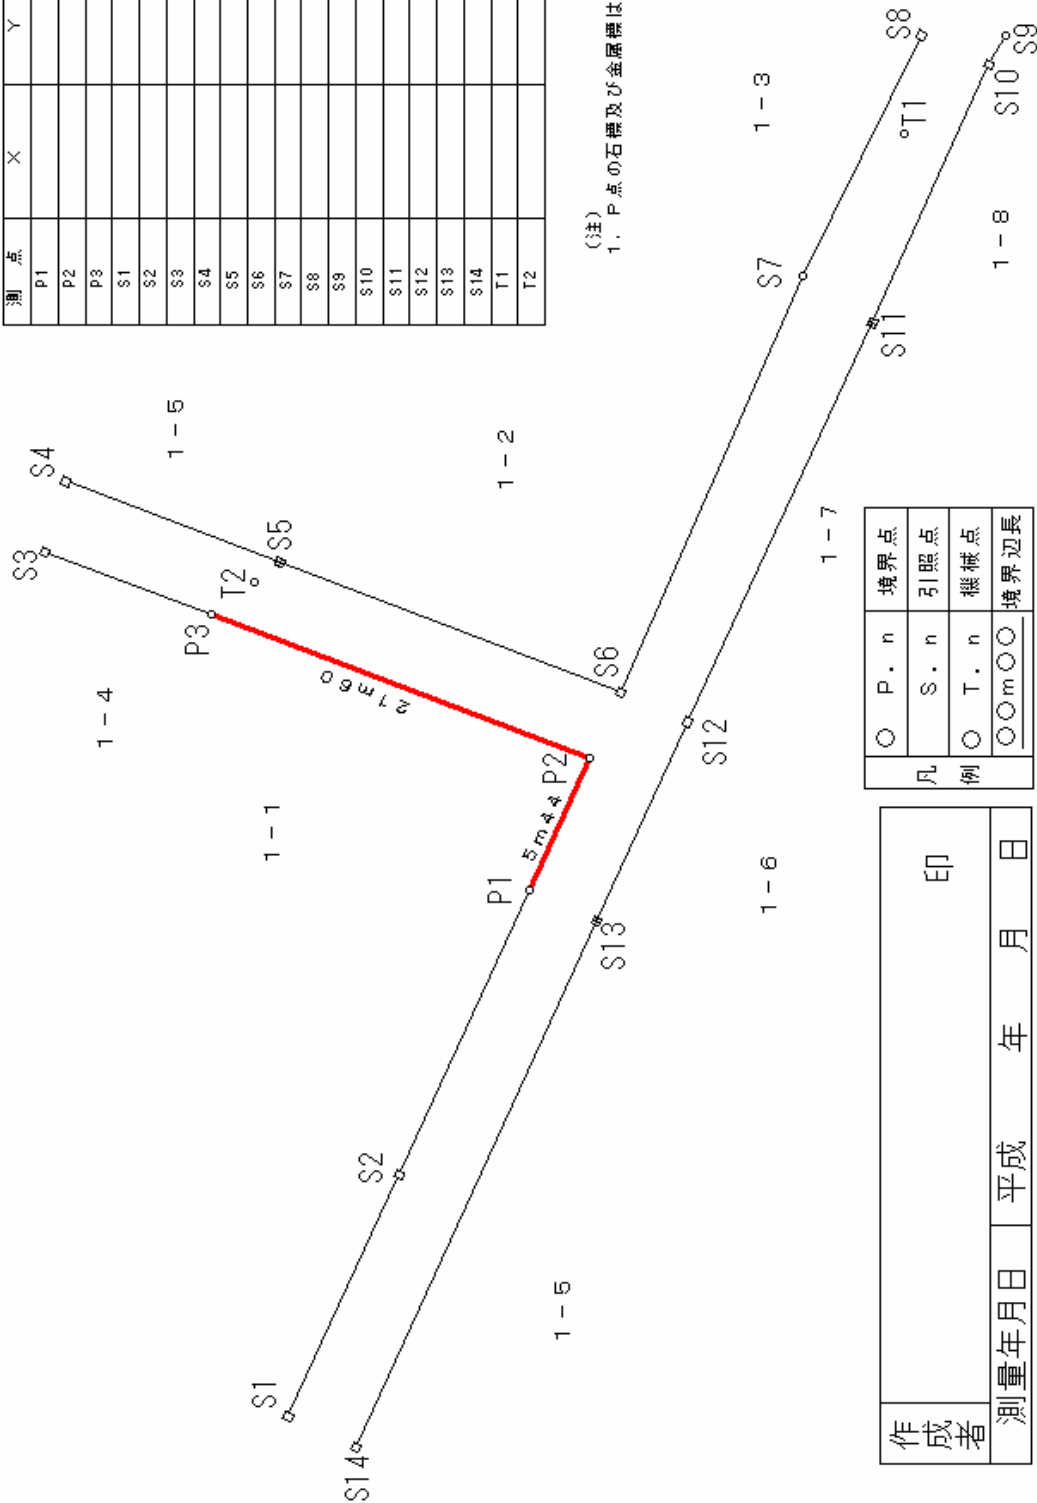 測 点 X Y
P1
P2
P3
S1
S2
S3
S4
S5
S6
S7
S8
S9
S10
S11
S12
S13
S14
T1
T2
(注)
1. P点の石標及び金属標は
S4
S3
1-5
S5
T2
P3
1-4
21m60
1-2
1-1
S6
P2
5m44
P1
S12
S13
1-6
1-7
S2
S1
S14
1-5
1-3
S8
T1
S9
S10
S7
S11
1-8
凡例
○ P.n 境界点
S.n 引照点
○ T.n 機械点
○○m○○ 境界辺長
作成者 印
測量年月日 平成 年 月 日